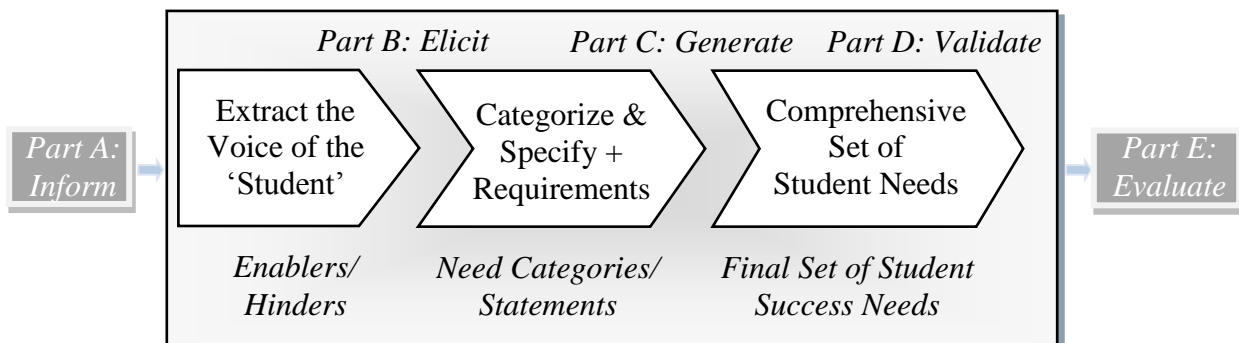 Part B: Elicit
Part C: Generate
Part D: Validate
Part A:
Inform
Extract the
Voice of the
‘Student’
Categorize &
Specify +
Requirements
Comprehensive
Set of
Student Needs
Part E:
Evaluate
Enablers/
Hinders
Need Categories/
Statements
Final Set of Student
Success Needs